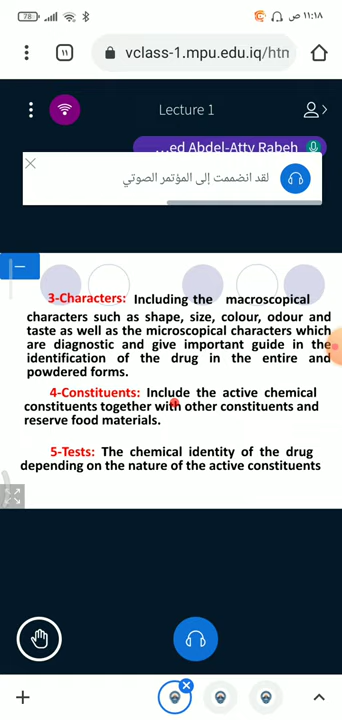 78
١١:١٨ ص
١١
vclass-1.mpu.edu.iq/htn
Lecture 1
...ed Abdel-Atty Rabeh
لقد انضممت إلى المؤتمر الصوتي
3-Characters: Including the macroscopical
characters such as shape, size, colour, odour and
taste as well as the microscopical characters which
are diagnostic and give important guide in the
identification of the drug in the entire and
powdered forms.
4-Constituents: Include the active chemical
constituents together with other constituents and
reserve food materials.
5-Tests: The chemical identity of the drug
depending on the nature of the active constituents